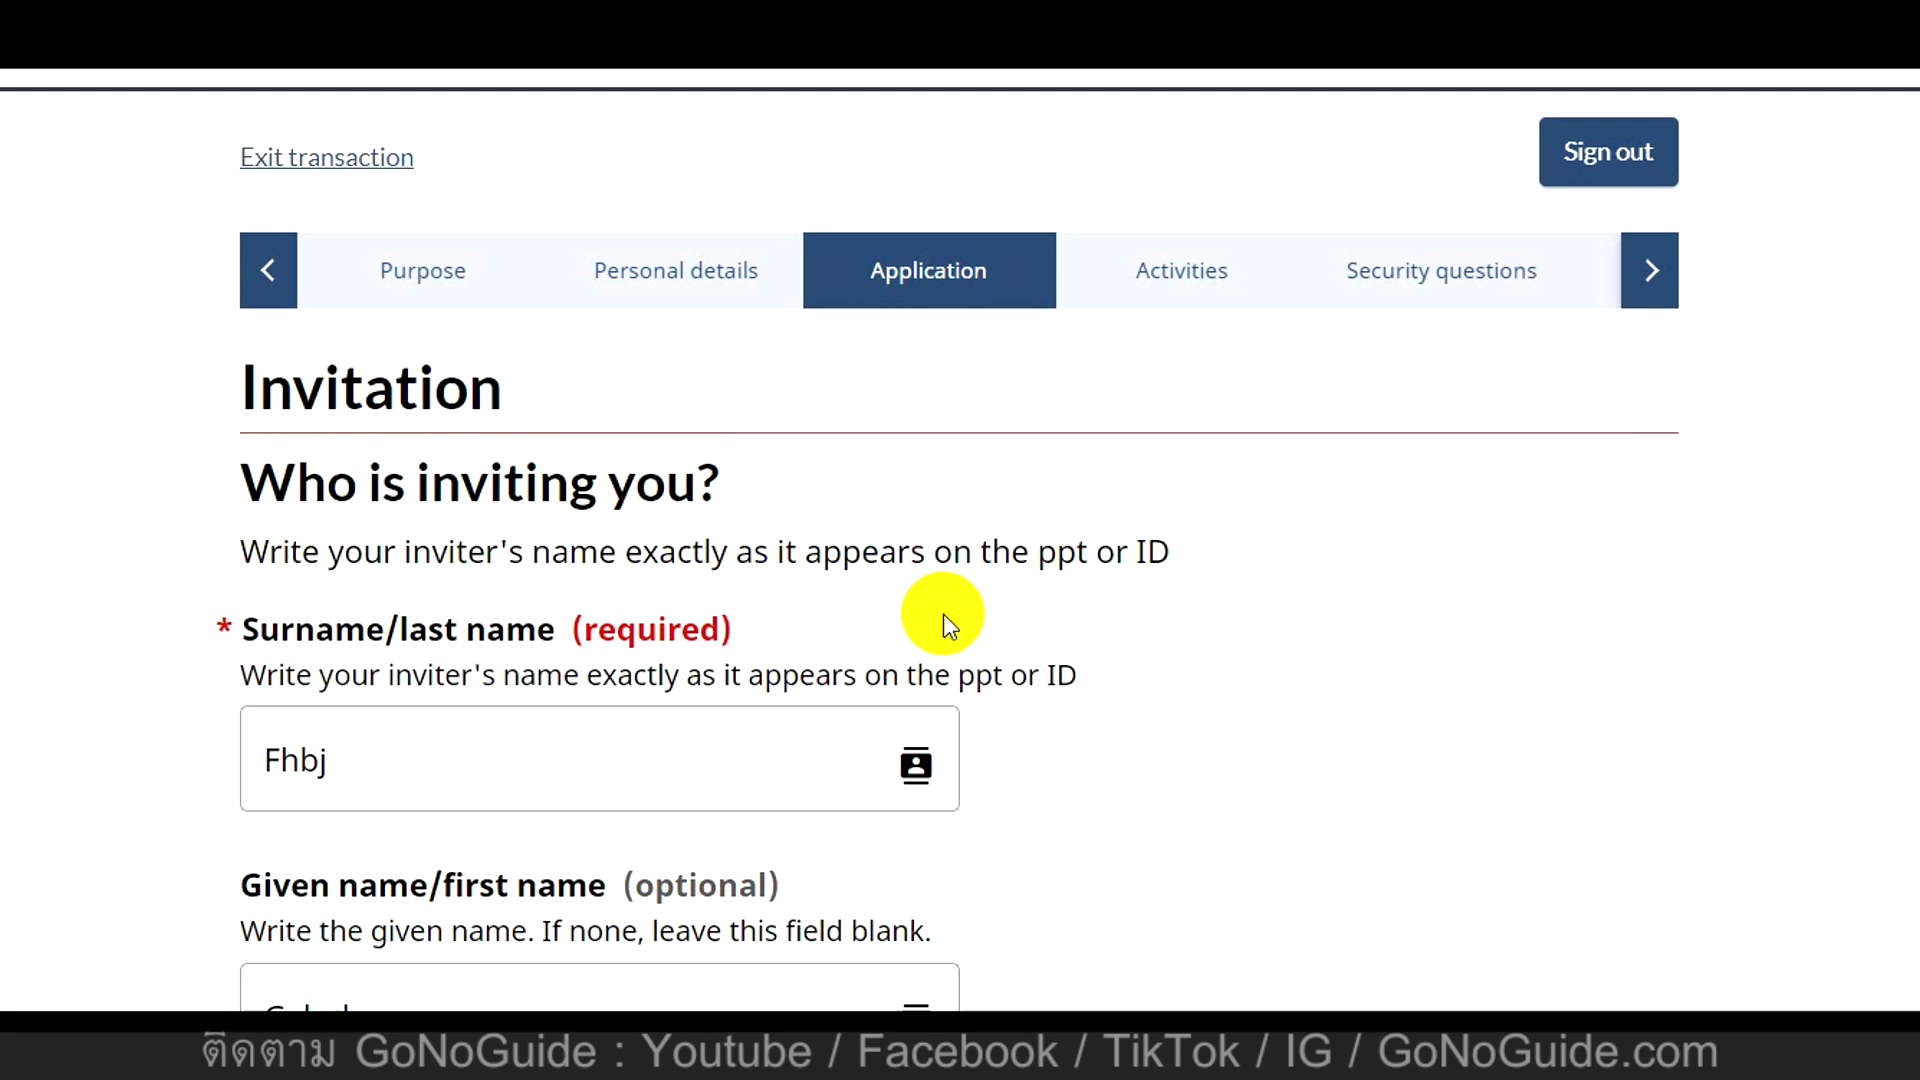 Exit transaction
Sign out
Purpose
Personal details
Application
Activities
Security questions
Invitation
Who is inviting you?
Write your inviter's name exactly as it appears on the ppt or ID
* Surname/last name (required)
Write your inviter's name exactly as it appears on the ppt or ID
Fhbj
Given name/first name (optional)
Write the given name. If none, leave this field blank.
ติดตาม GoNoGuide : Youtube / Facebook / TikTok / IG / GoNoGuide.com